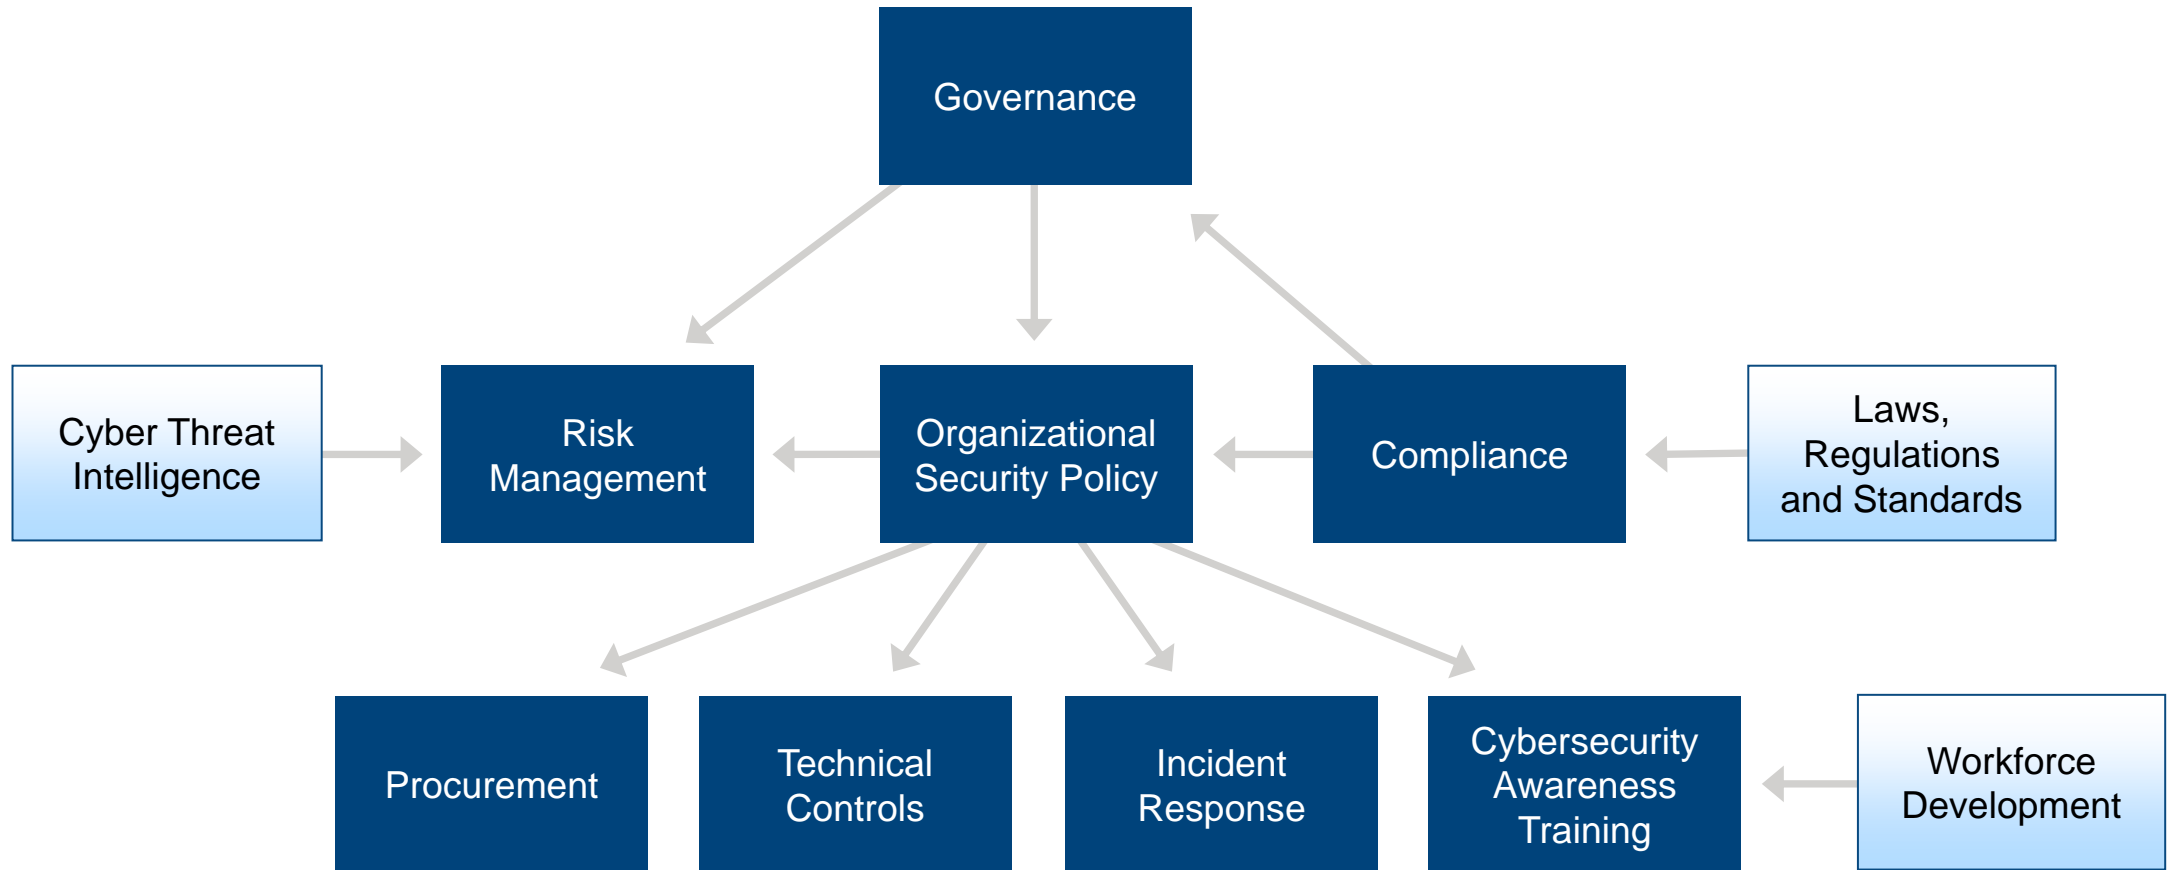 Governance
Cyber Threat
Intelligence
Risk
Management
Organizational
Security Policy
Compliance
Laws,
Regulations
and Standards
Procurement
Technical
Controls
Incident
Response
Cybersecurity
Awareness
Training
Workforce
Development